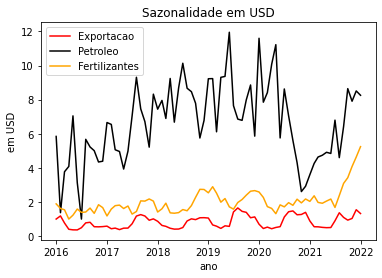 Sazonalidade em USD
Exportacao
Petroleo
Fertilizantes
em USD
12
10
8
6
4
2
0
2016 2017 2018 2019 2020 2021 2022
ano